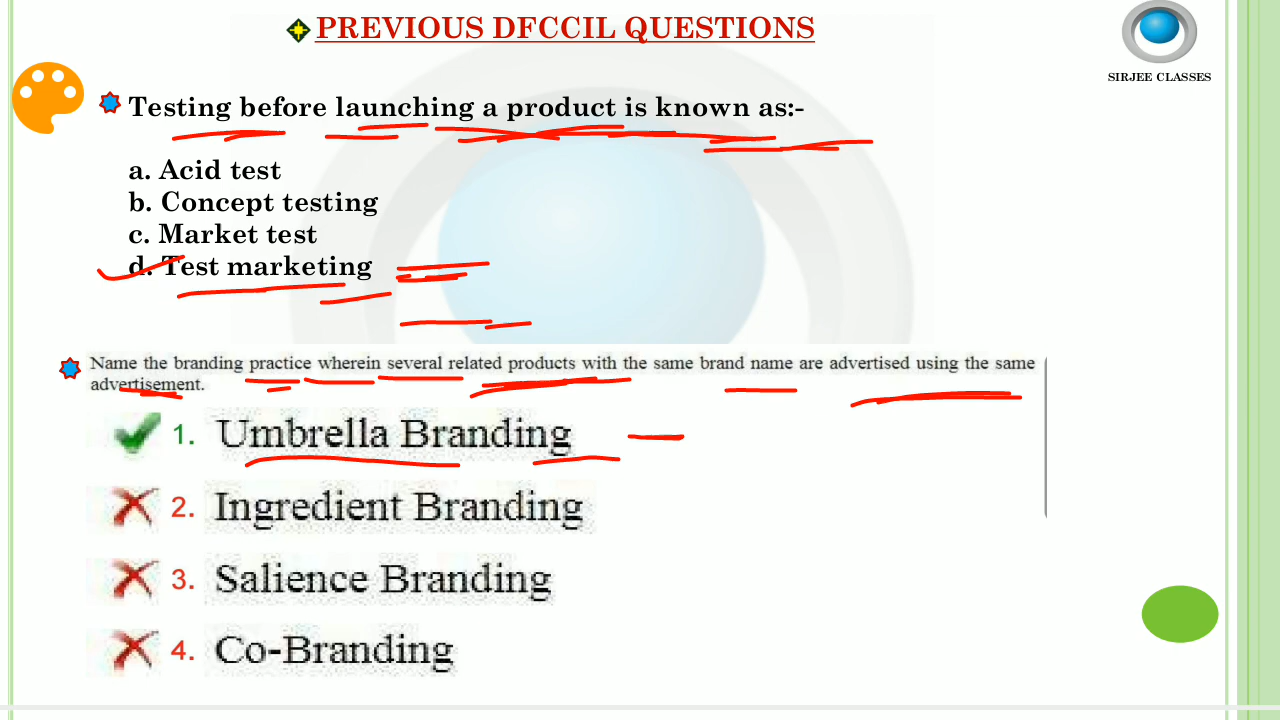 PREVIOUS DFCCIL QUESTIONS
SIRJEE CLASSES
Testing before launching a product is known as:-
a. Acid test
b. Concept testing
c. Market test
d. Test marketing
Name the branding practice wherein several related products with the same brand name are advertised using the same
advertisement.
1. Umbrella Branding
2. Ingredient Branding
3. Salience Branding
4. Co-Branding